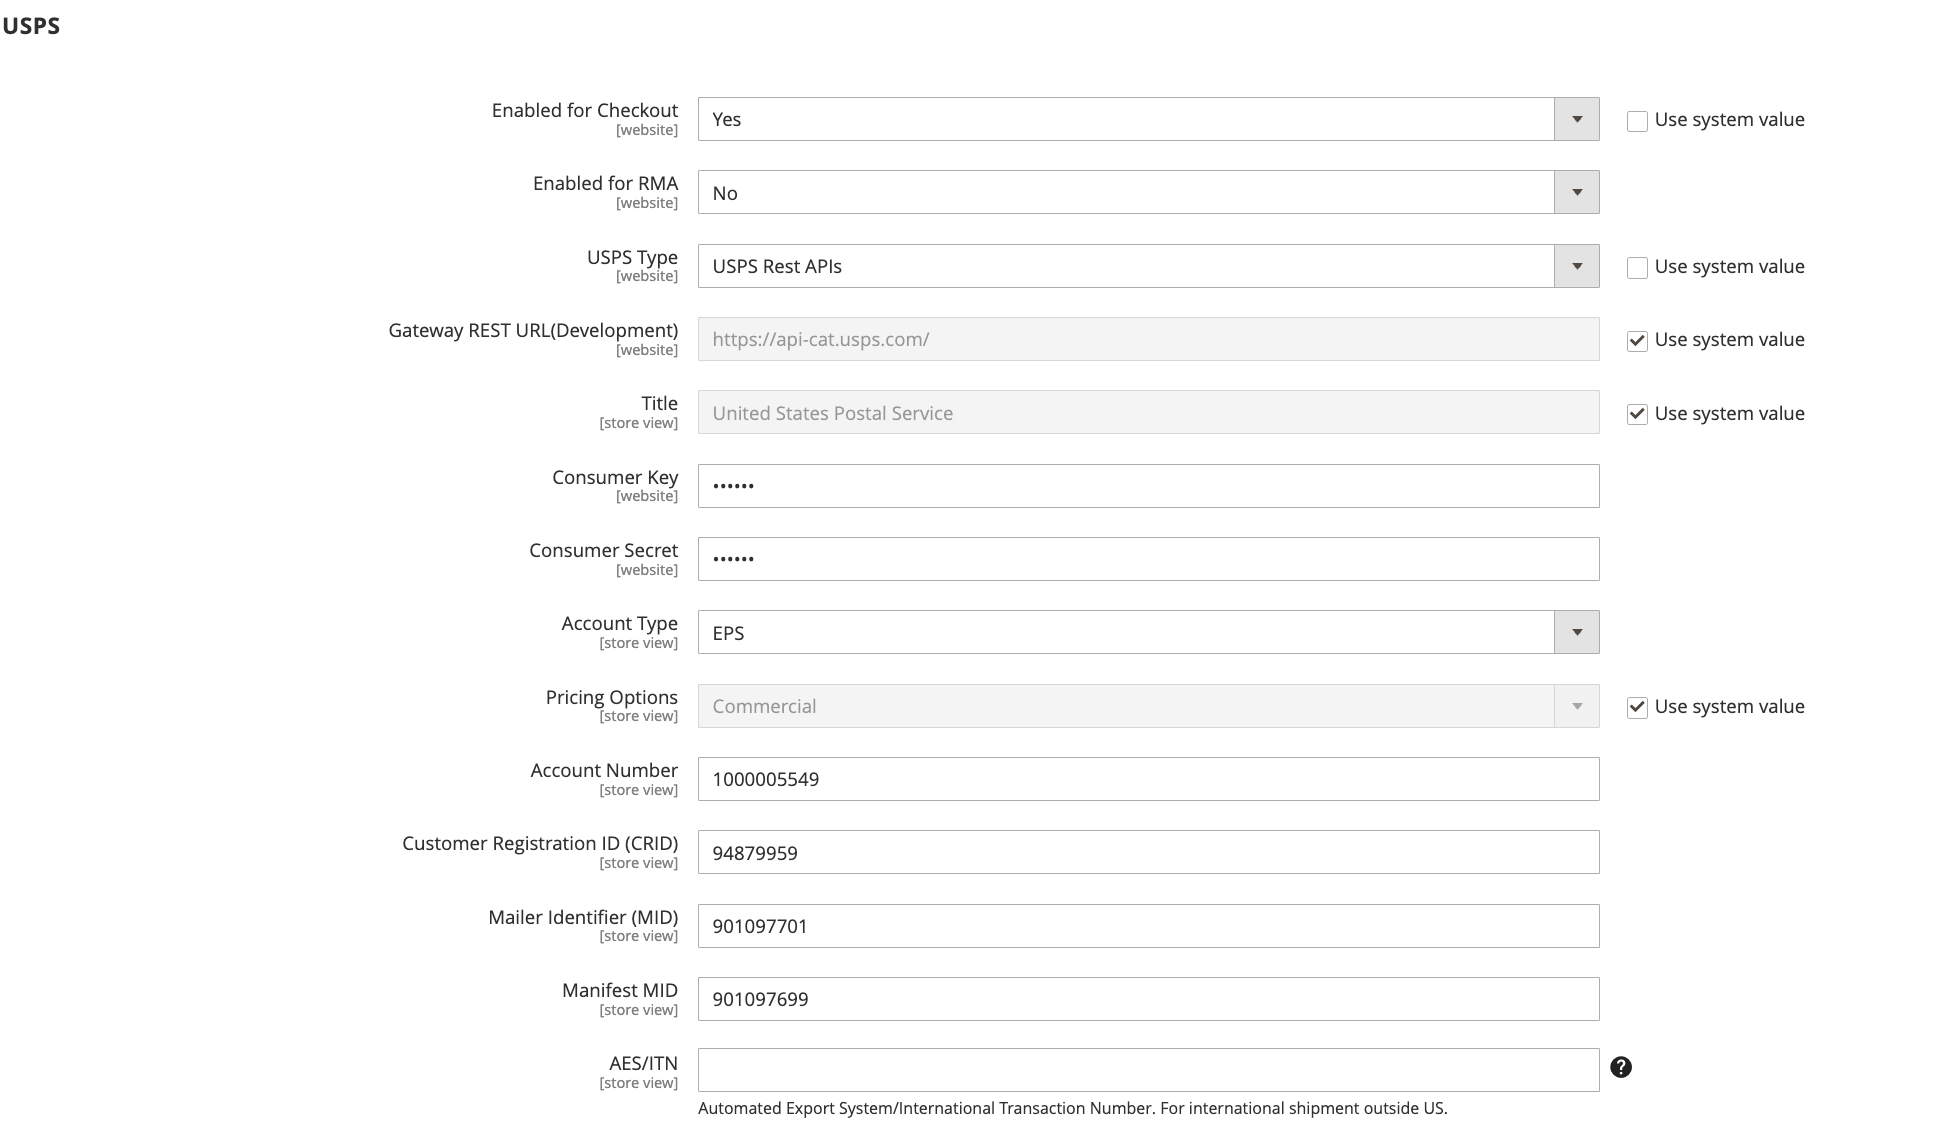 USPS
Enabled for Checkout
[website]
Yes
Use system value
Enabled for RMA
[website]
No
USPS Type
[website]
USPS Rest APIs
Use system value
Gateway REST URL(Development)
[website]
https://api-cat.usps.com/
Use system value
Title
[store view]
United States Postal Service
Use system value
Consumer Key
[website]
••••••
Consumer Secret
[website]
••••••
Account Type
[store view]
EPS
Pricing Options
[store view]
Commercial
Use system value
Account Number
[store view]
1000005549
Customer Registration ID (CRID)
[store view]
94879959
Mailer Identifier (MID)
[store view]
901097701
Manifest MID
[store view]
901097699
AES/ITN
[store view]
?
Automated Export System/International Transaction Number. For international shipment outside US.